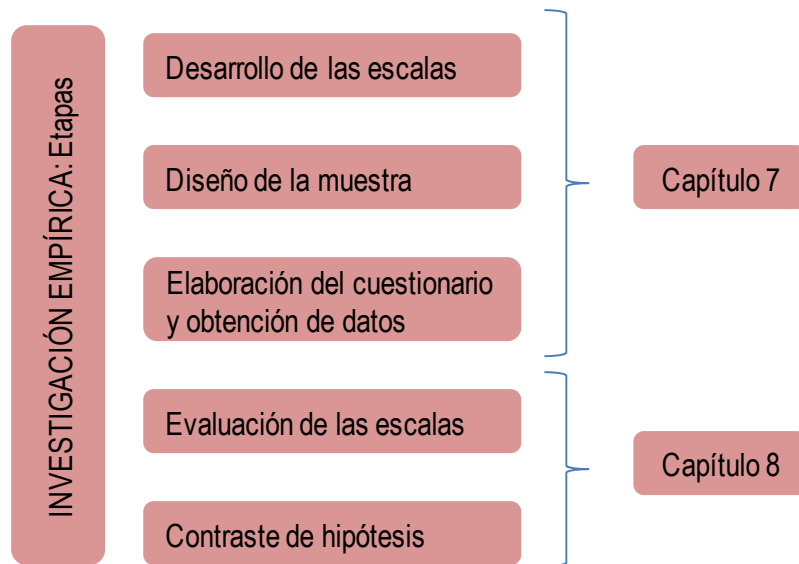 INVESTIGACIÓN EMPÍRICA: Etapas
Desarrollo de las escalas
Diseño de la muestra
Elaboración del cuestionario
y obtención de datos
Capítulo 7
Evaluación de las escalas
Contraste de hipótesis
Capítulo 8